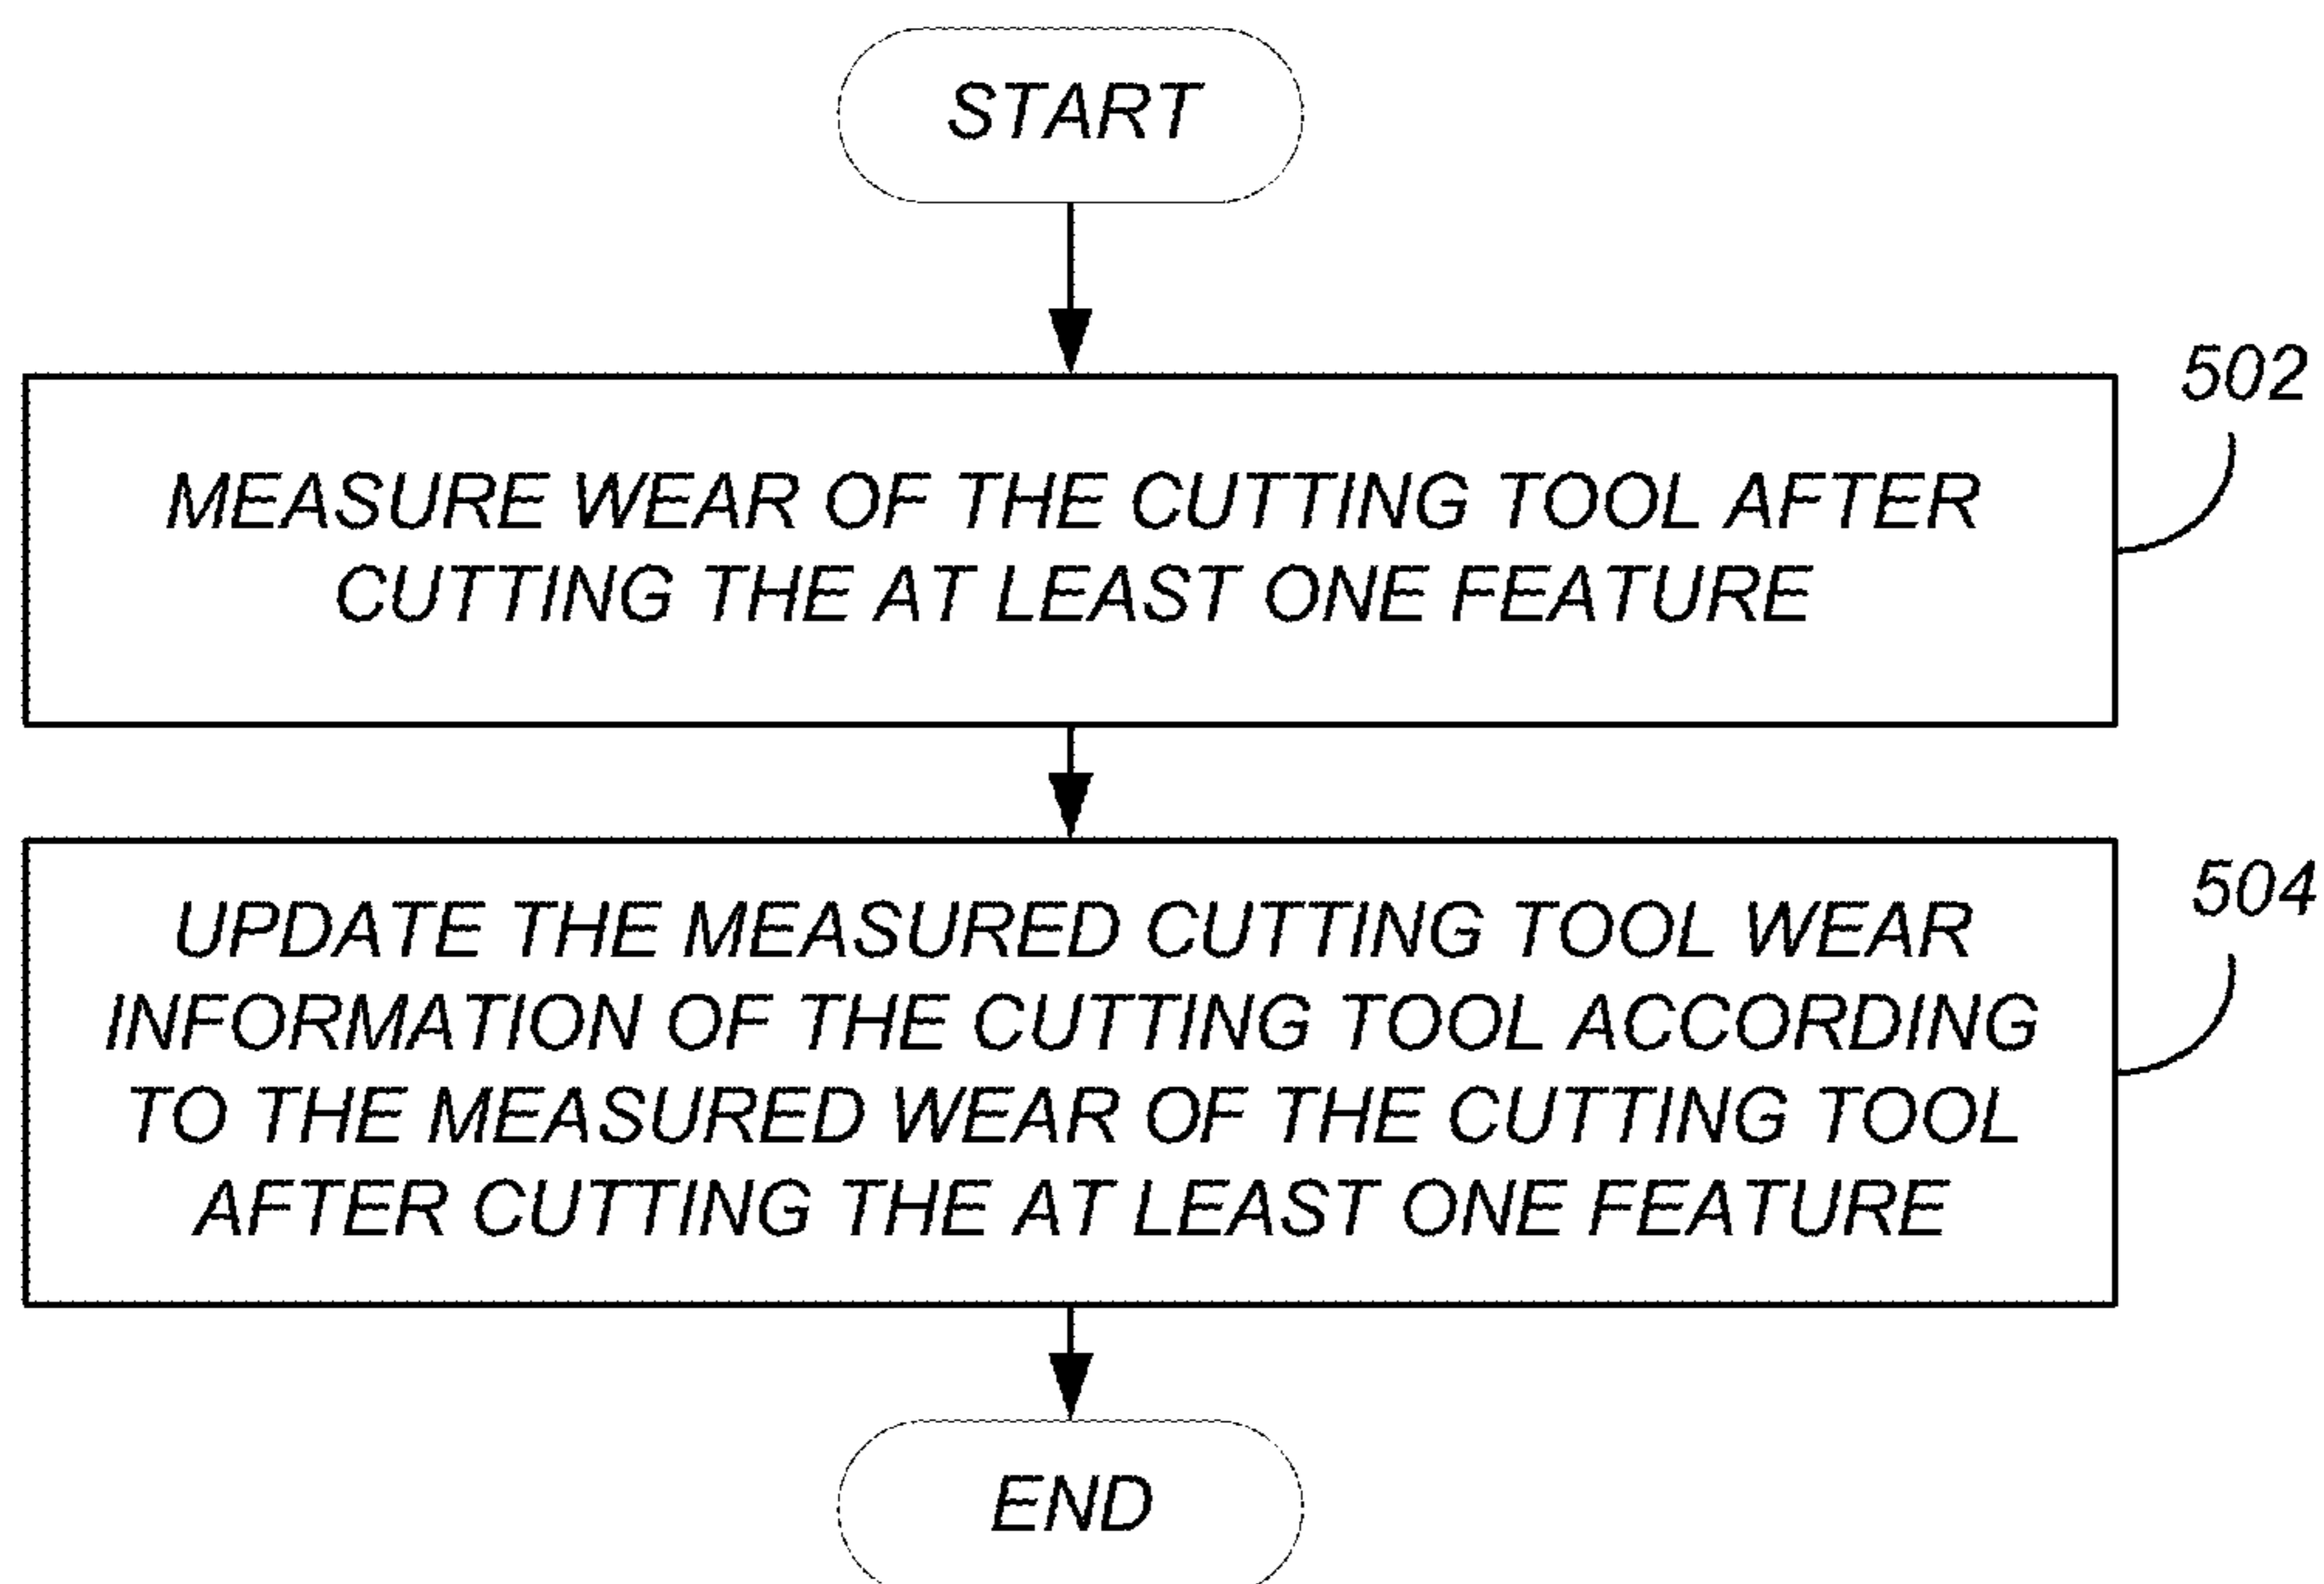 START
502
MEASURE WEAR OF THE CUTTING TOOL AFTER
CUTTING THE AT LEAST ONE FEATURE
504
UPDATE THE MEASURED CUTTING TOOL WEAR
INFORMATION OF THE CUTTING TOOL ACCORDING
TO THE MEASURED WEAR OF THE CUTTING TOOL
AFTER CUTTING THE AT LEAST ONE FEATURE
END